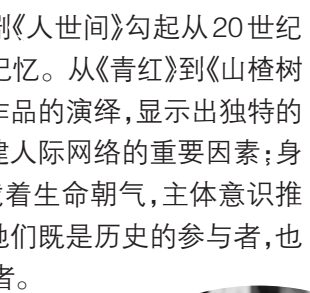 剧《人世间》勾起从20世纪
记忆。从《青红》到《山楂树
作品的演绎，显示出独特的
建人际网络的重要因素；身
着生命朝气，主体意识推
他们既是历史的参与者，也
者。